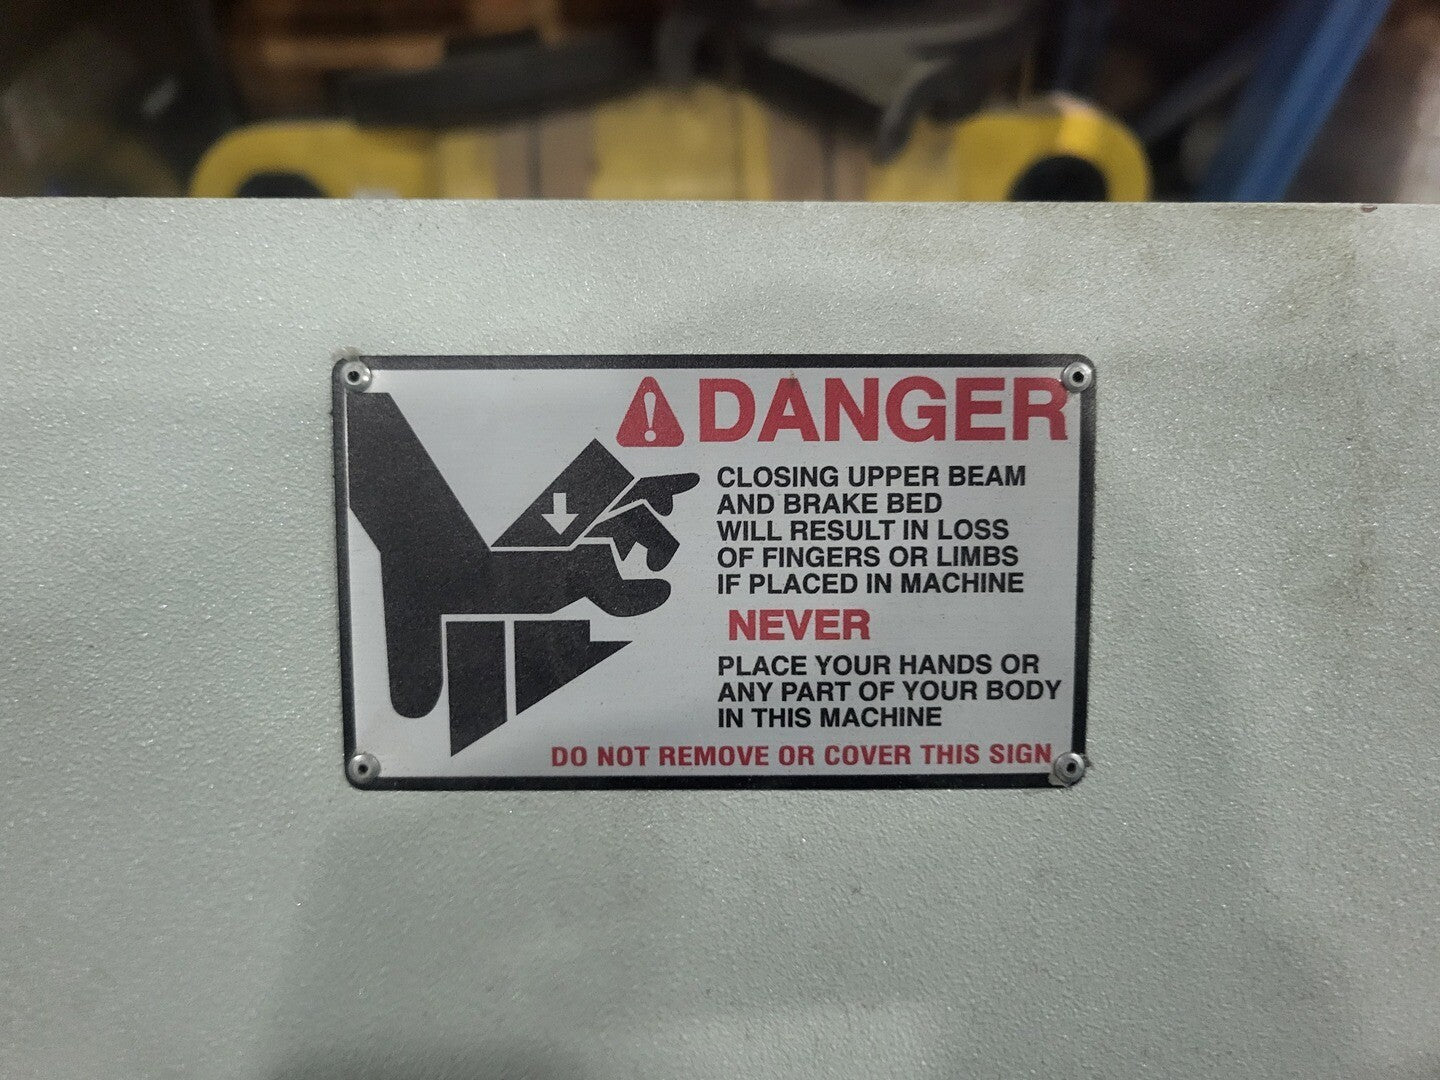 DANGER
CLOSING UPPER BEAM
AND BRAKE BED
WILL RESULT IN LOSS
OF FINGERS OR LIMBS
IF PLACED IN MACHINE
NEVER
PLACE YOUR HANDS OR
ANY PART OF YOUR BODY
IN THIS MACHINE
DO NOT REMOVE OR COVER THIS SIGN